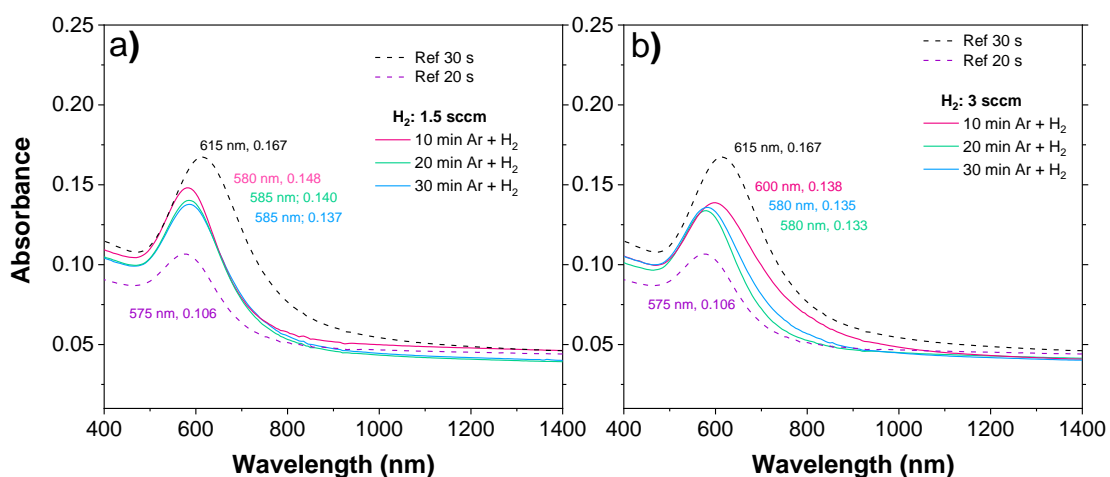 a)
Ref 30 s
Ref 20 s
H₂: 1.5 sccm
10 min Ar + H₂
20 min Ar + H₂
30 min Ar + H₂
615 nm, 0.167
580 nm, 0.148
585 nm; 0.140
585 nm; 0.137
575 nm, 0.106
Absorbance
0.25
0.20
0.15
0.10
0.05
400
600
800
1000
1200
1400
Wavelength (nm)
b)
Ref 30 s
Ref 20 s
H₂: 3 sccm
10 min Ar + H₂
20 min Ar + H₂
30 min Ar + H₂
615 nm, 0.167
600 nm, 0.138
580 nm, 0.135
580 nm, 0.133
575 nm, 0.106
0.25
0.20
0.15
0.10
0.05
400
600
800
1000
1200
1400
Wavelength (nm)